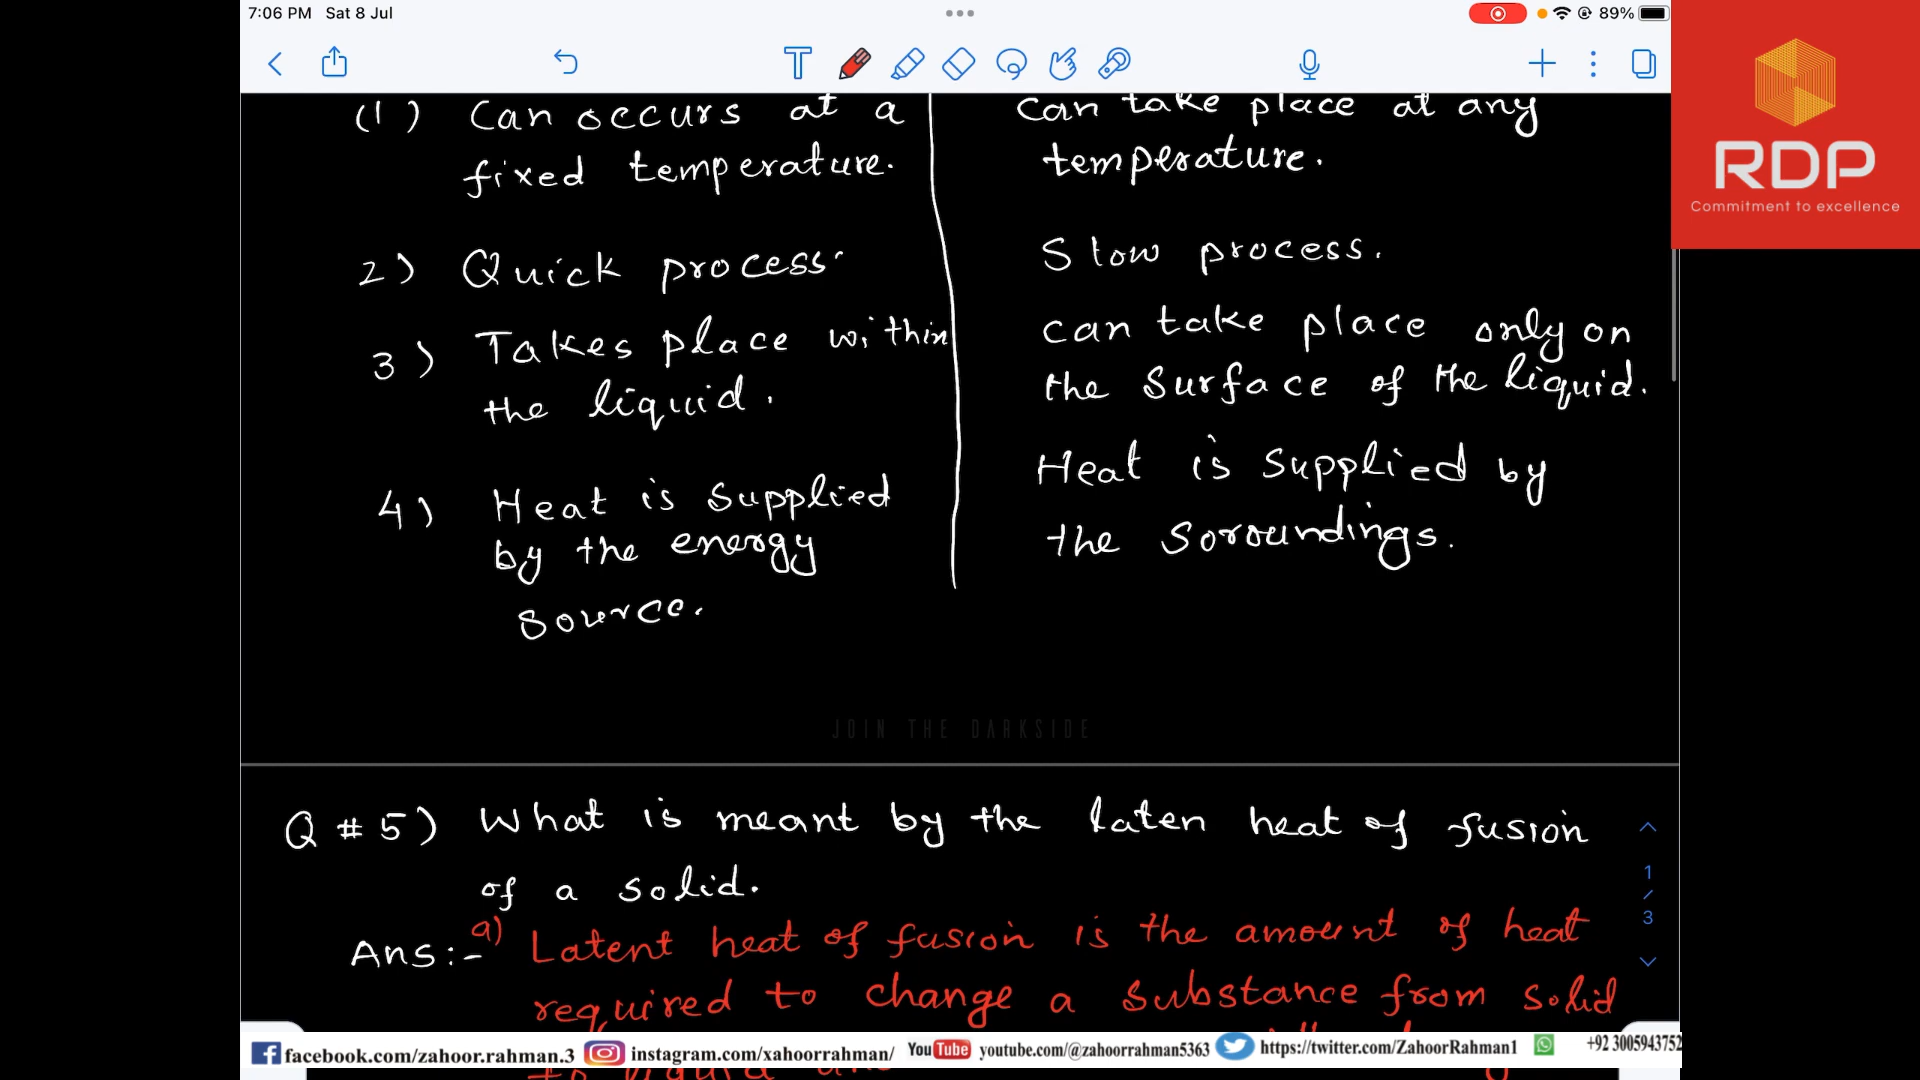 7:06 PM Sat 8 Jul
89%
RDP
Commitment to excellence
(1) Can occurs at a
fixed temperature.
can take place at any
temperature.
2) Quick process.
Slow process.
3) Takes place within
the liquid.
can take place only on
the surface of the liquid.
4) Heat is supplied
by the energy
source.
Heat is supplied by
the soroundings.
JOIN THE DARKSIDE
Q # 5) What is meant by the laten heat of fusion
of a solid.
Ans:- a) Latent heat of fusion is the amount of heat
required to change a substance from solid
to liquid
1
/
3
facebook.com/zahoor.rahman.3 instagram.com/xahoorrahman/ YouTube youtube.com/@zahoorrahman5363 https://twitter.com/ZahoorRahman1 +92 3005943752